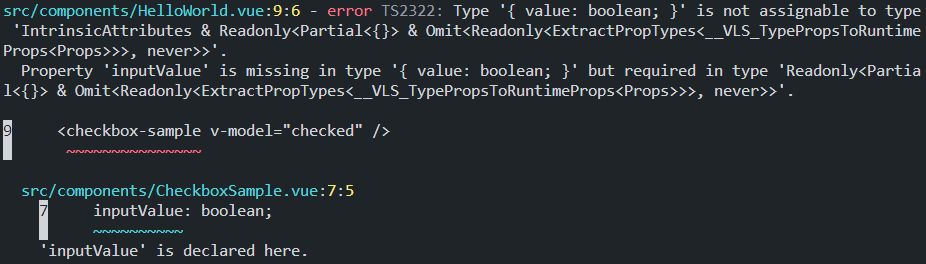 src/components/HelloWorld.vue:9:6 - error TS2322: Type '{ value: boolean; }' is not assignable to type
'IntrinsicAttributes & Readonly<Partial<{}> & Omit<Readonly<ExtractPropTypes<__VLS_TypePropsToRuntime
Props<Props>>>, never>>'.
Property 'inputValue' is missing in type '{ value: boolean; }' but required in type 'Readonly<Partia
l<{}> & Omit<Readonly<ExtractPropTypes<__VLS_TypePropsToRuntimeProps<Props>>>, never>>'.
9 <checkbox-sample v-model="checked" />
~~~~~~~~~~~~~~~
src/components/CheckboxSample.vue:7:5
7 inputValue: boolean;
~~~~~~~~~~
'inputValue' is declared here.